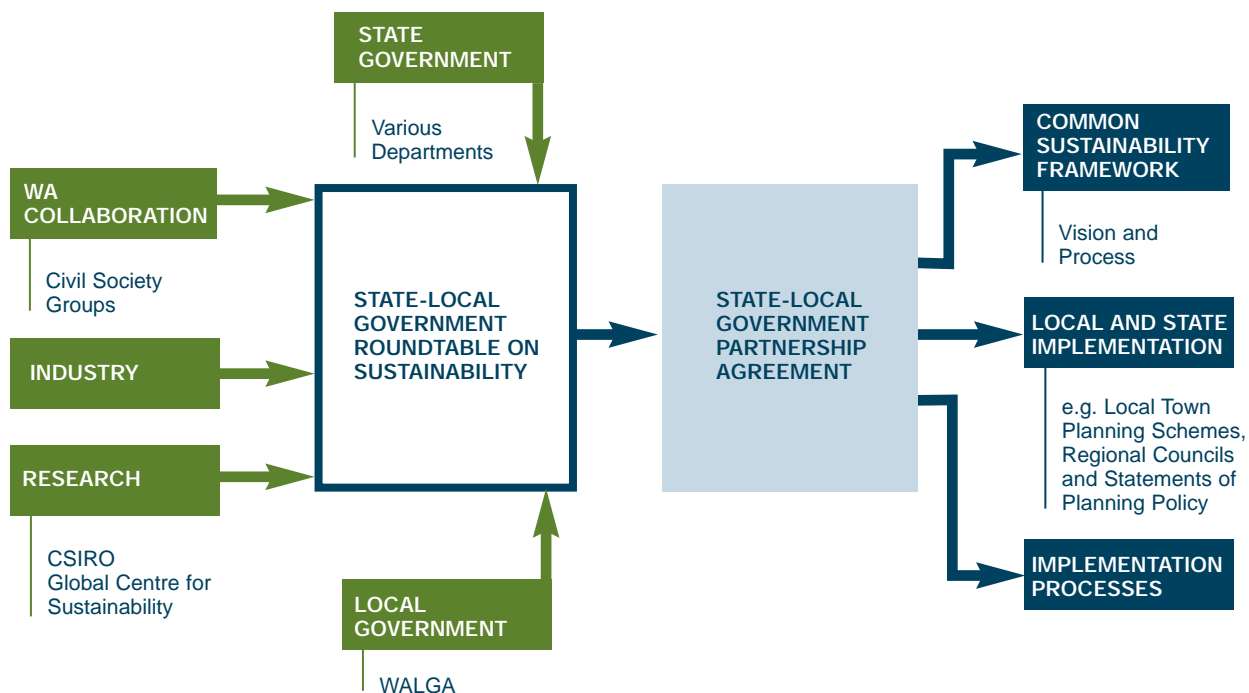 STATE
GOVERNMENT
Various
Departments
WA
COLLABORATION
Civil Society
Groups
INDUSTRY
RESEARCH
CSIRO
Global Centre for
Sustainability
LOCAL
GOVERNMENT
WALGA
STATE-LOCAL
GOVERNMENT
ROUNDTABLE ON
SUSTAINABILITY
STATE-LOCAL
GOVERNMENT
PARTNERSHIP
AGREEMENT
COMMON
SUSTAINABILITY
FRAMEWORK
Vision and
Process
LOCAL AND STATE
IMPLEMENTATION
e.g. Local Town
Planning Schemes,
Regional Councils
and Statements of
Planning Policy
IMPLEMENTATION
PROCESSES